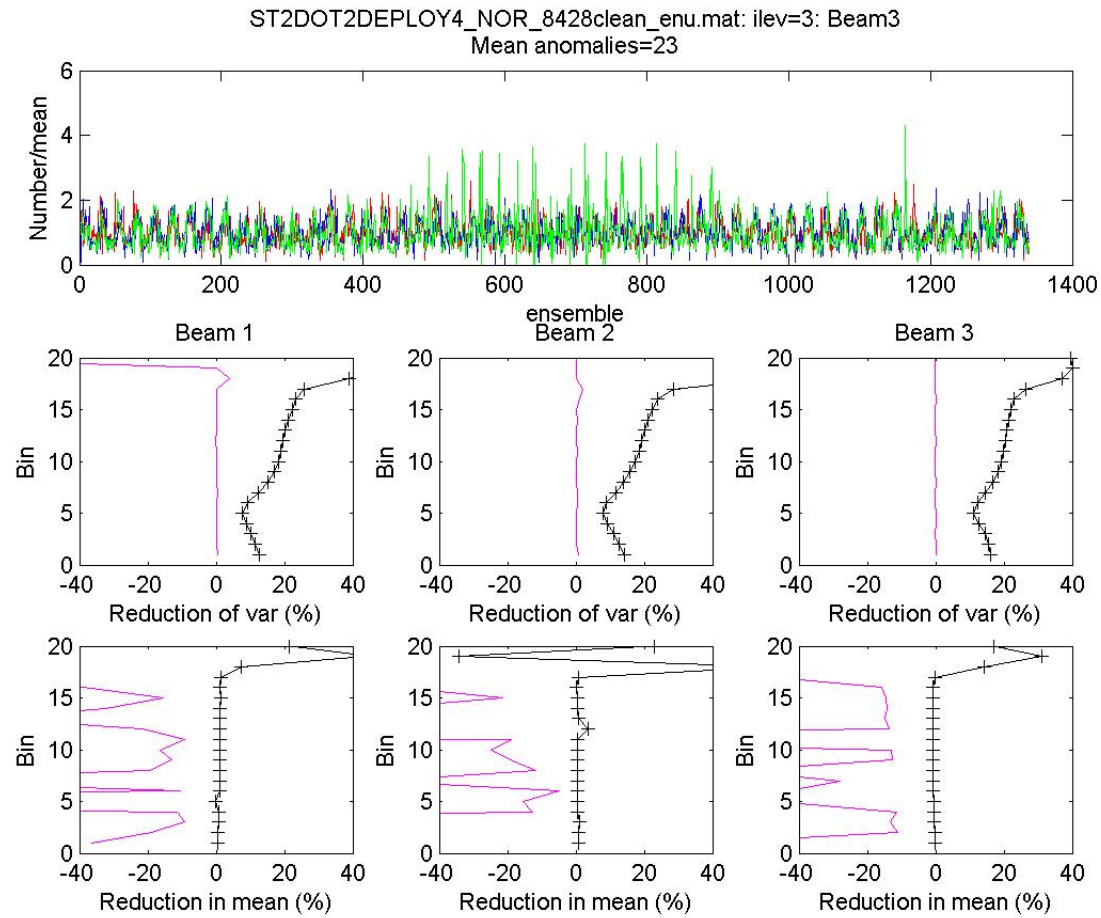 ST2DOT2DEPLOY4_NOR_8428clean_enu.mat: ilev=3: Beam3
Mean anomalies=23
Number/mean
6
4
2
0
0 200 400 600 800 1000 1200 1400
ensemble
Beam 1 Beam 2 Beam 3
Bin Bin Bin
20 20 20
15 15 15
10 10 10
5 5 5
0 0 0
-40 -20 0 20 40 -40 -20 0 20 40 -40 -20 0 20 40
Reduction of var (%) Reduction of var (%) Reduction of var (%)
Bin Bin Bin
20 20 20
15 15 15
10 10 10
5 5 5
0 0 0
-40 -20 0 20 40 -40 -20 0 20 40 -40 -20 0 20 40
Reduction in mean (%) Reduction in mean (%) Reduction in mean (%)